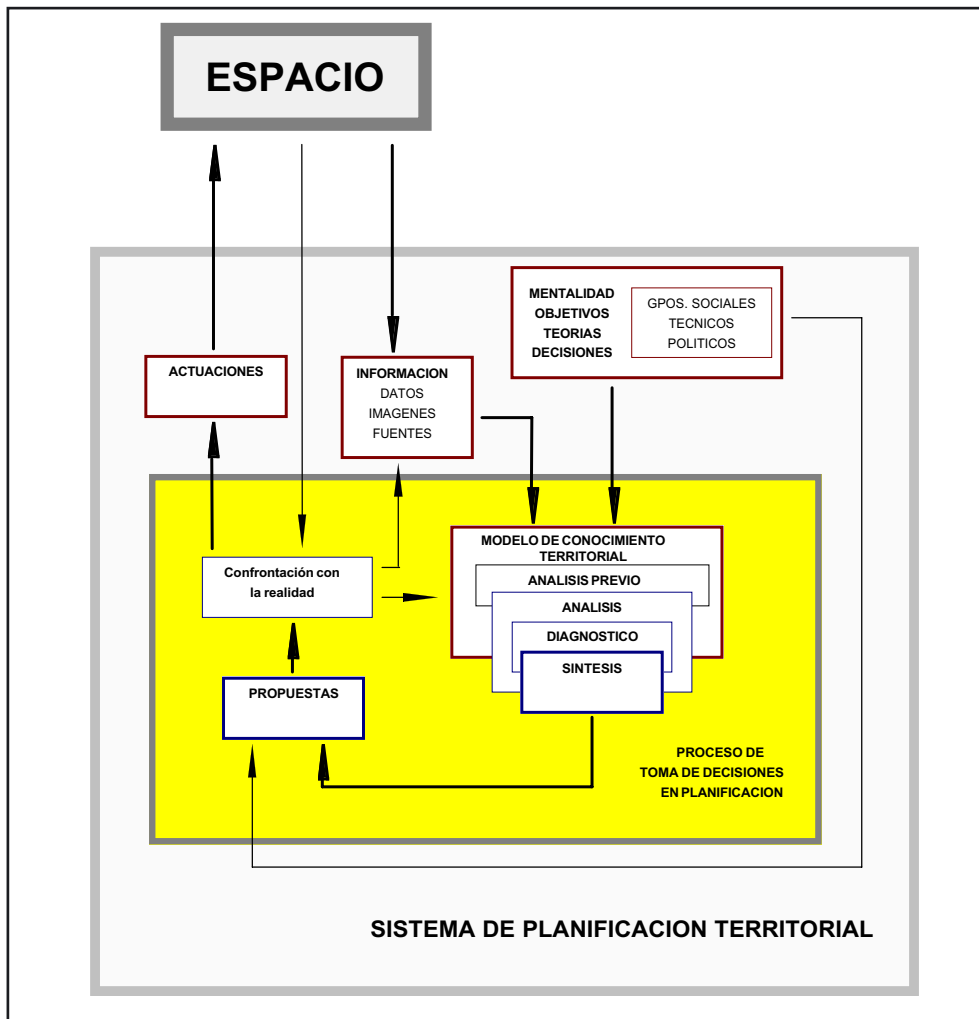 ESPACIO
MENTALIDAD
OBJETIVOS
TEORIAS
DECISIONES
GPOS. SOCIALES
TECNICOS
POLITICOS
ACTUACIONES
INFORMACION
DATOS
IMAGENES
FUENTES
MODELO DE CONOCIMIENTO
TERRITORIAL
ANALISIS PREVIO
ANALISIS
DIAGNOSTICO
SINTESIS
Confrontación con
la realidad
PROPUESTAS
PROCESO DE
TOMA DE DECISIONES
EN PLANIFICACION
SISTEMA DE PLANIFICACION TERRITORIAL